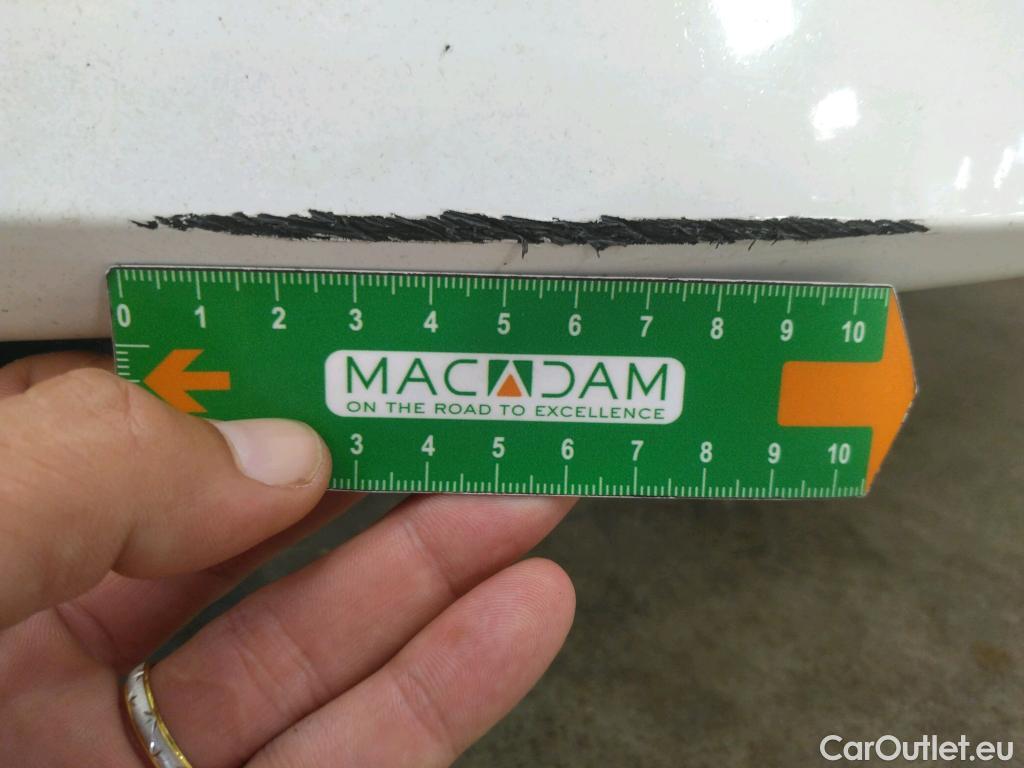 0 1 2 3 4 5 6 7 8 9 10
MACADAM
ON THE ROAD TO EXCELLENCE
3 4 5 6 7 8 9 10
CarOutlet.eu